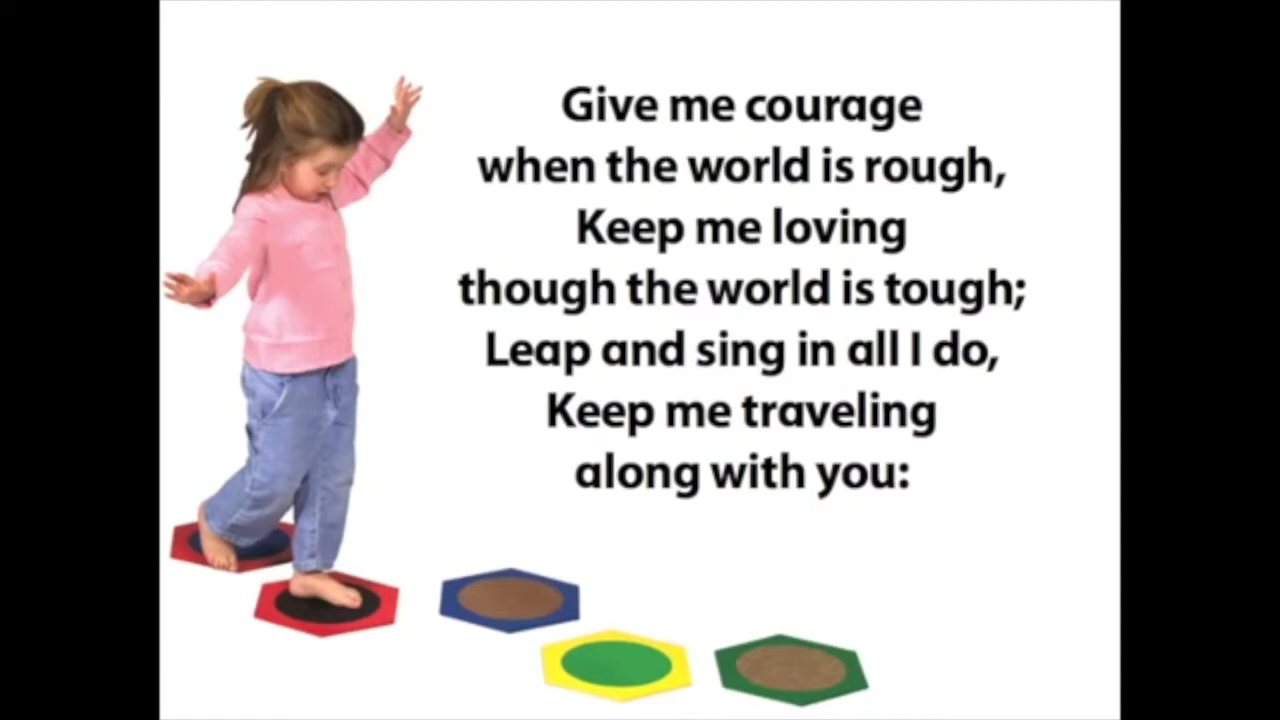 Give me courage
when the world is rough,
Keep me loving
though the world is tough;
Leap and sing in all I do,
Keep me traveling
along with you: